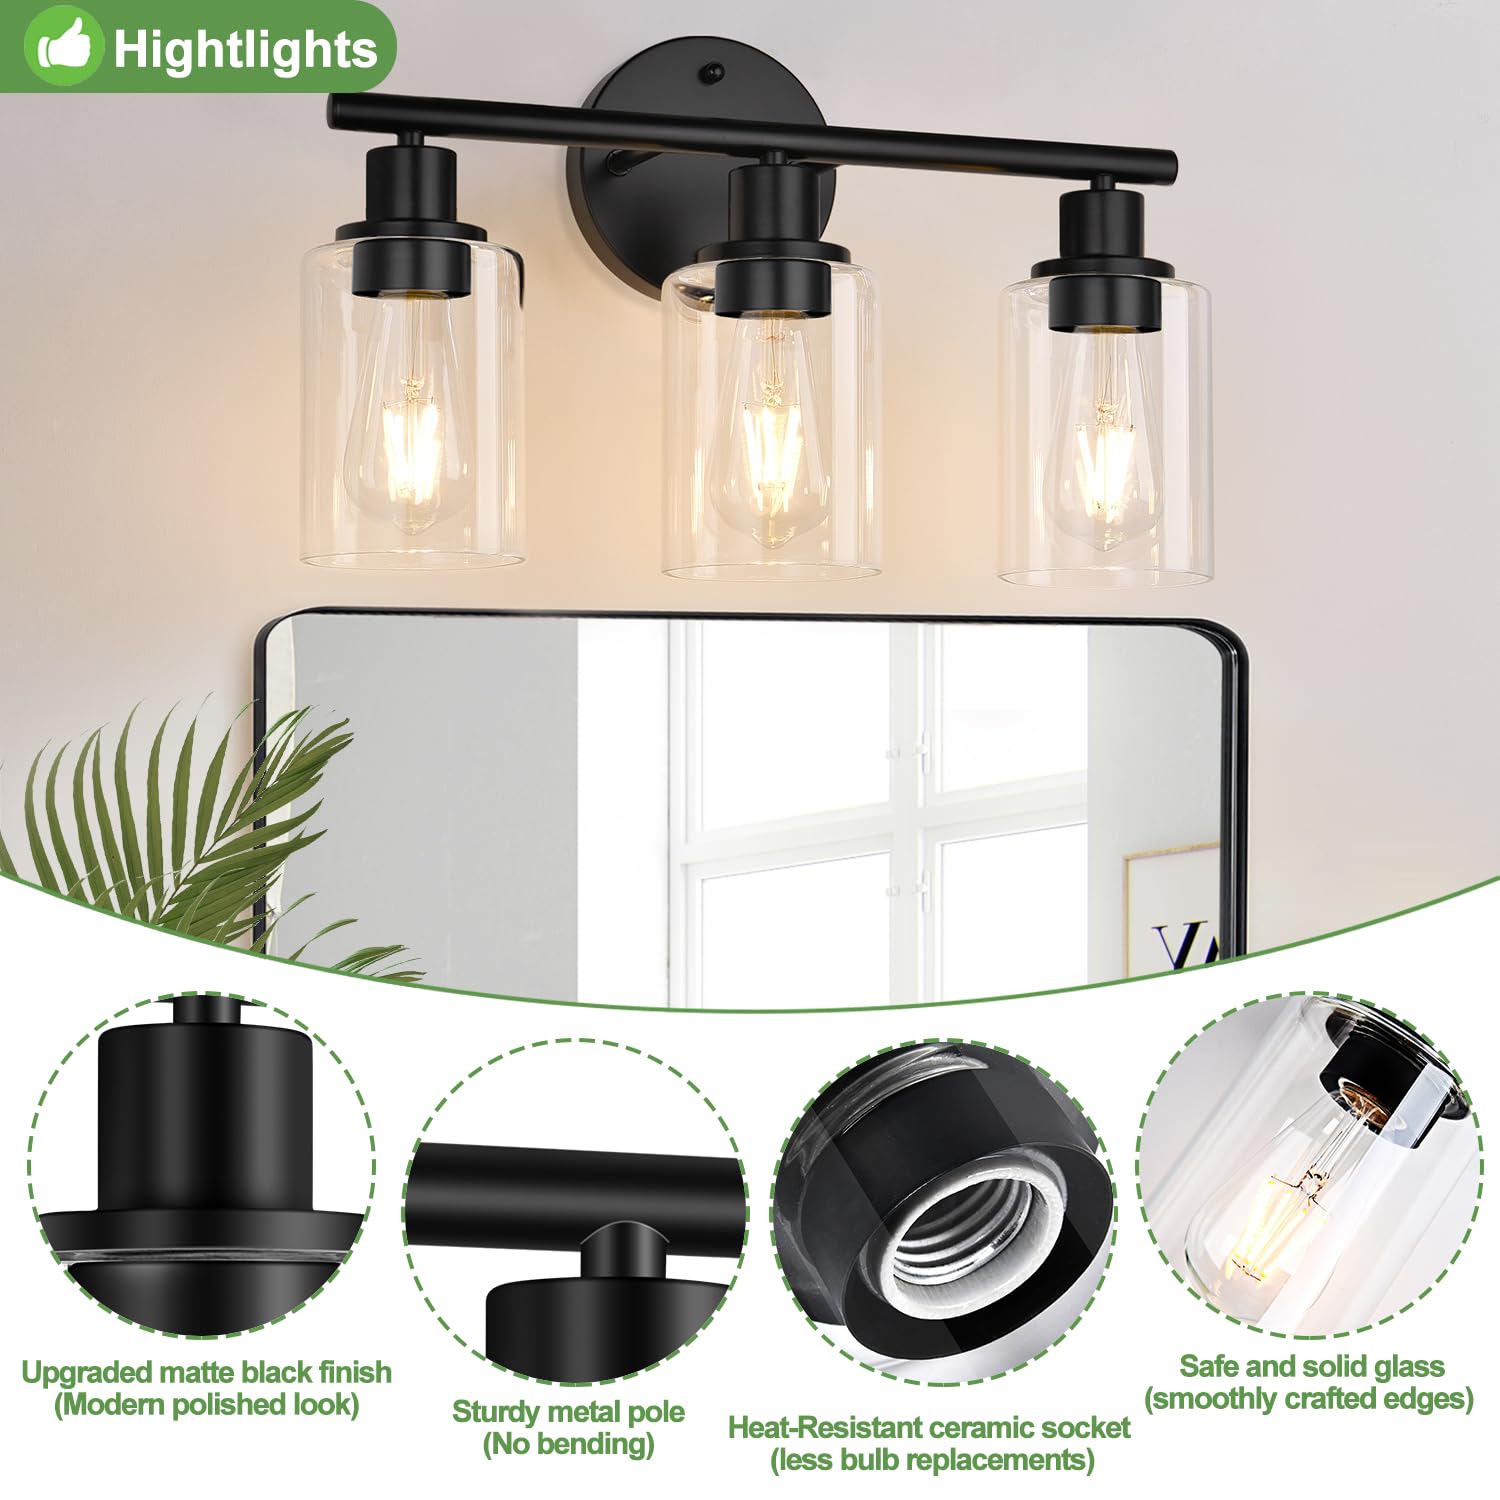 Hightlights
Upgraded matte black finish
(Modern polished look)
Sturdy metal pole
(No bending)
Heat-Resistant ceramic socket
(less bulb replacements)
Safe and solid glass
(smoothly crafted edges)